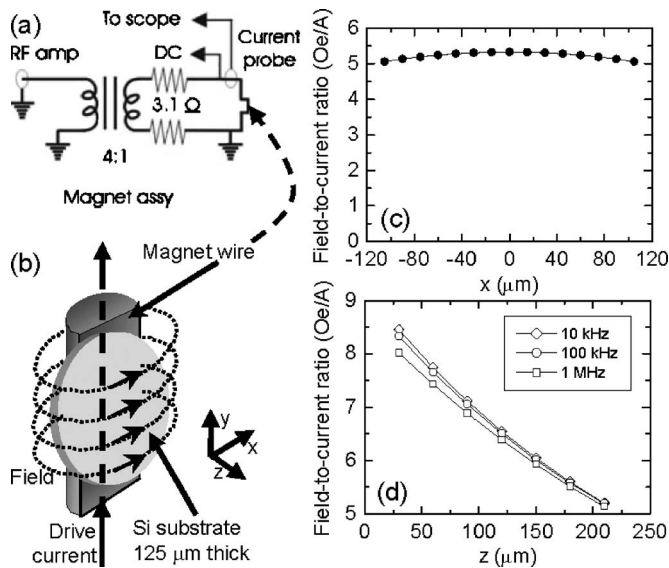 (a)
To scope
DC
Current
probe
RF amp
3.1 Ω
4:1
Magnet assy
(b)
Magnet wire
y
x
z
Field
Drive
current
Si substrate
125 μm thick
Field-to-current ratio (Oe/A)
6
5
4
3
2
1
0
(c)
-120
-80
-40
0
40
80
120
x (μm)
Field-to-current ratio (Oe/A)
9
8
7
6
5
10 kHz
100 kHz
1 MHz
(d)
0
50
100
150
200
250
z (μm)